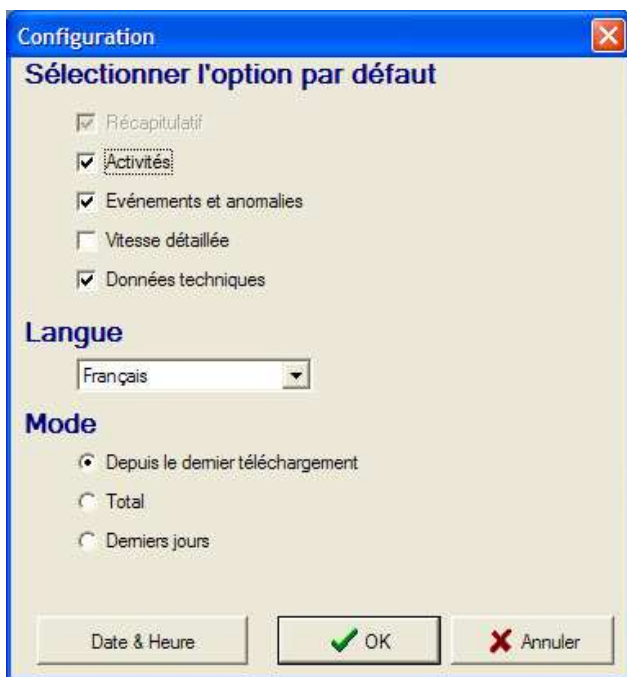 Configuration
Sélectionner l'option par défaut
Récapitulatif
Activités
Evénements et anomalies
Vitesse détaillée
Données techniques
Langue
Français
Mode
Depuis le dernier téléchargement
Total
Derniers jours
Date & Heure
OK
Annuler